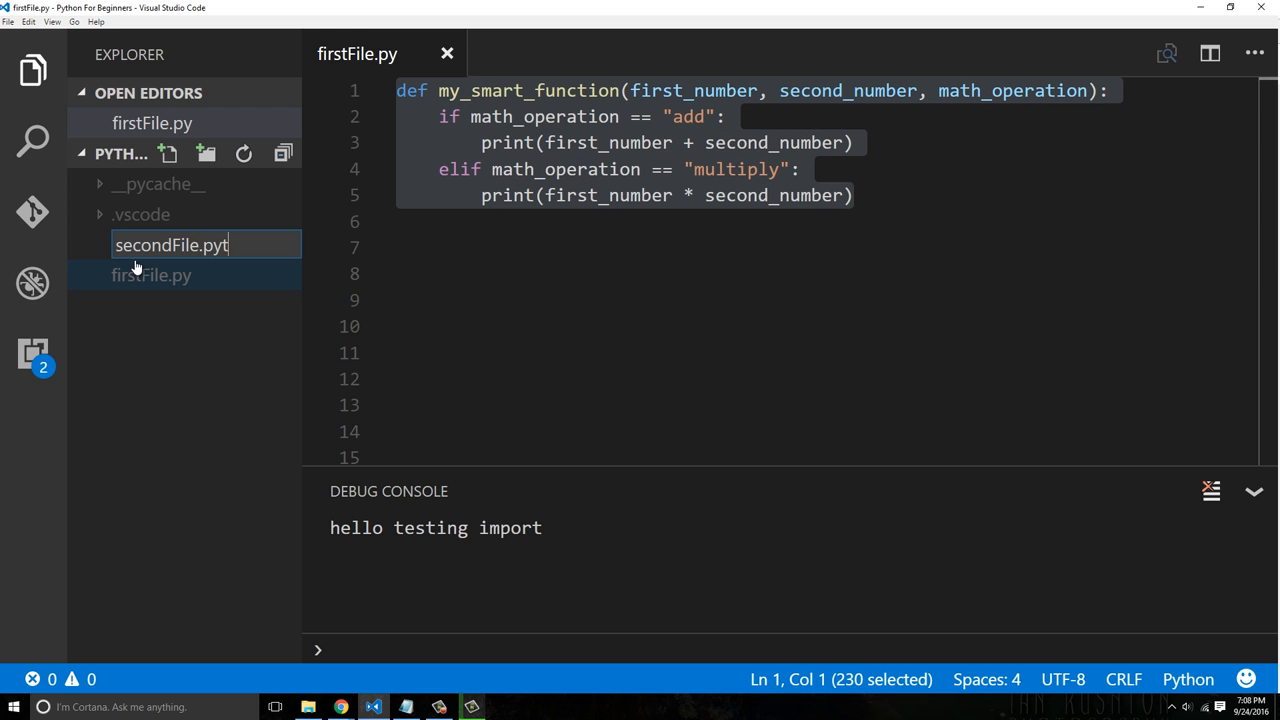 firstFile.py - Python For Beginners - Visual Studio Code
File Edit View Go Help
EXPLORER
OPEN EDITORS
firstFile.py
PYTH...
__pycache__
.vscode
secondFile.pyt
firstFile.py
2
firstFile.py
1 def my_smart_function(first_number, second_number, math_operation):
2 if math_operation == "add":
3 print(first_number + second_number)
4 elif math_operation == "multiply":
5 print(first_number * second_number)
6
7
8
9
10
11
12
13
14
15
DEBUG CONSOLE
hello testing import
0 0 Ln 1, Col 1 (230 selected) Spaces: 4 UTF-8 CRLF Python
I'm Cortana. Ask me anything.
IAN RUSHTON
7:08 PM
9/24/2016